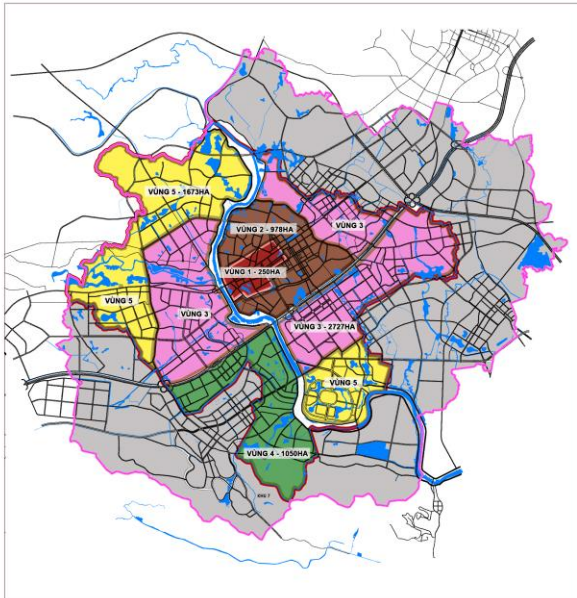 VÙNG 5 - 1673HA
VÙNG 2 - 978HA
VÙNG 3
VÙNG 1 - 250HA
VÙNG 5
VÙNG 3
VÙNG 3 - 2727HA
VÙNG 5
VÙNG 4 - 1050HA